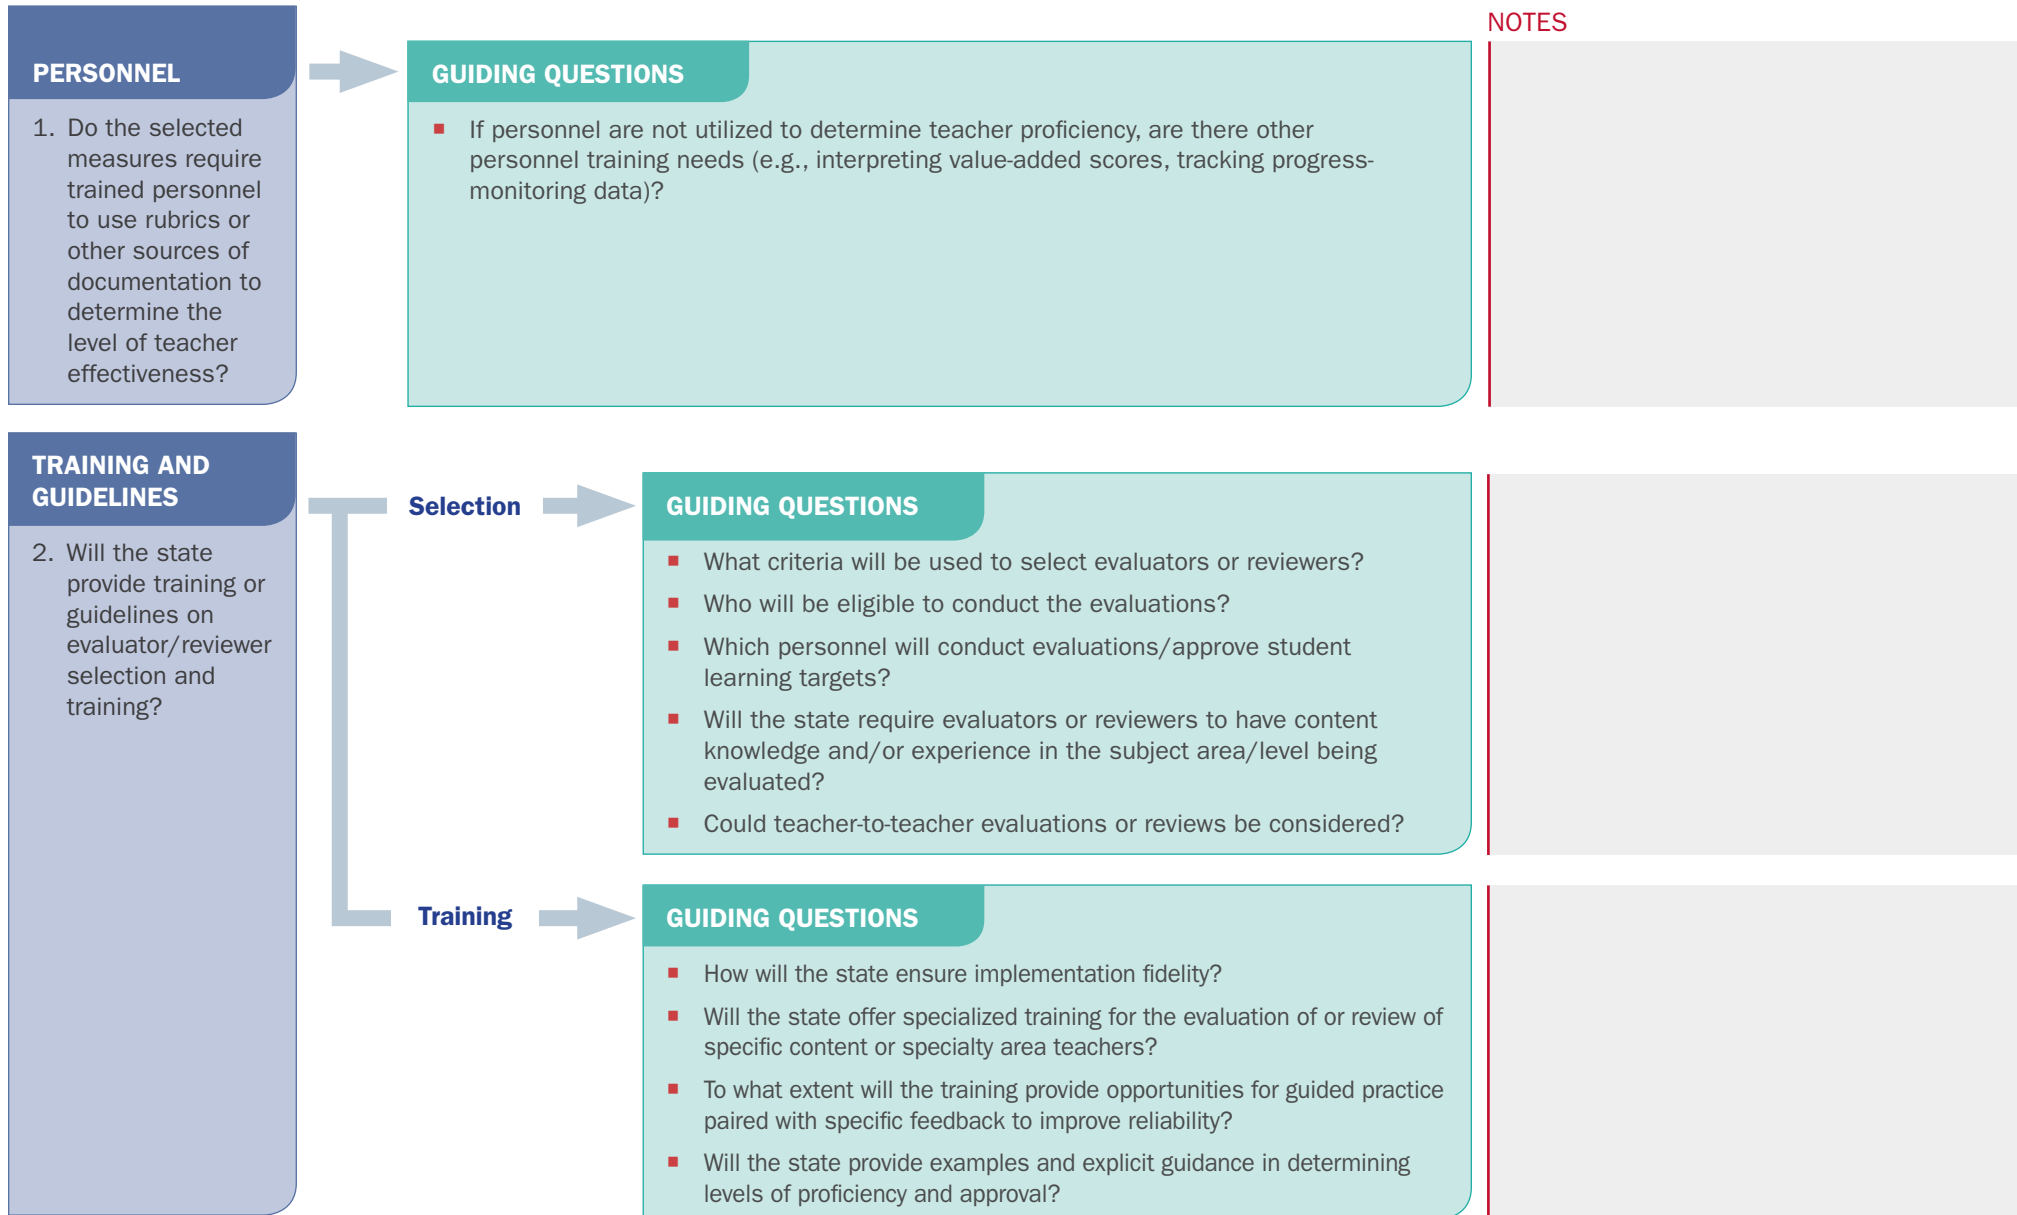 NOTES
PERSONNEL
1. Do the selected
measures require
trained personnel
to use rubrics or
other sources of
documentation to
determine the
level of teacher
effectiveness?
GUIDING QUESTIONS
■ If personnel are not utilized to determine teacher proficiency, are there other
personnel training needs (e.g., interpreting value-added scores, tracking progress-
monitoring data)?
TRAINING AND
GUIDELINES
2. Will the state
provide training or
guidelines on
evaluator/reviewer
selection and
training?
Selection
GUIDING QUESTIONS
■ What criteria will be used to select evaluators or reviewers?
■ Who will be eligible to conduct the evaluations?
■ Which personnel will conduct evaluations/approve student
learning targets?
■ Will the state require evaluators or reviewers to have content
knowledge and/or experience in the subject area/level being
evaluated?
■ Could teacher-to-teacher evaluations or reviews be considered?
Training
GUIDING QUESTIONS
■ How will the state ensure implementation fidelity?
■ Will the state offer specialized training for the evaluation of or review of
specific content or specialty area teachers?
■ To what extent will the training provide opportunities for guided practice
paired with specific feedback to improve reliability?
■ Will the state provide examples and explicit guidance in determining
levels of proficiency and approval?